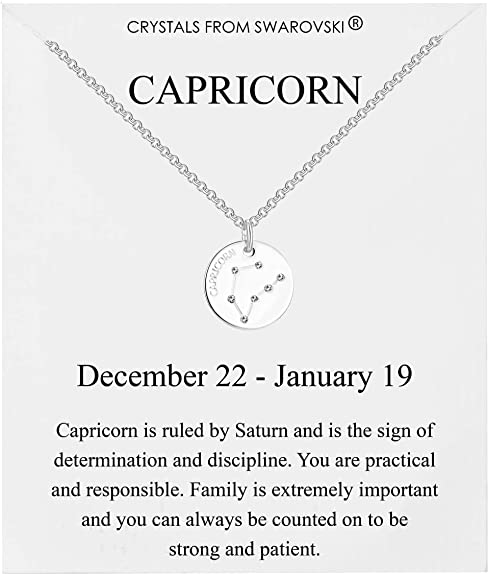 CRYSTALS FROM SWAROVSKI®
CAPRICORN
CAPRICORN
December 22 - January 19
Capricorn is ruled by Saturn and is the sign of
determination and discipline. You are practical
and responsible. Family is extremely important
and you can always be counted on to be
strong and patient.